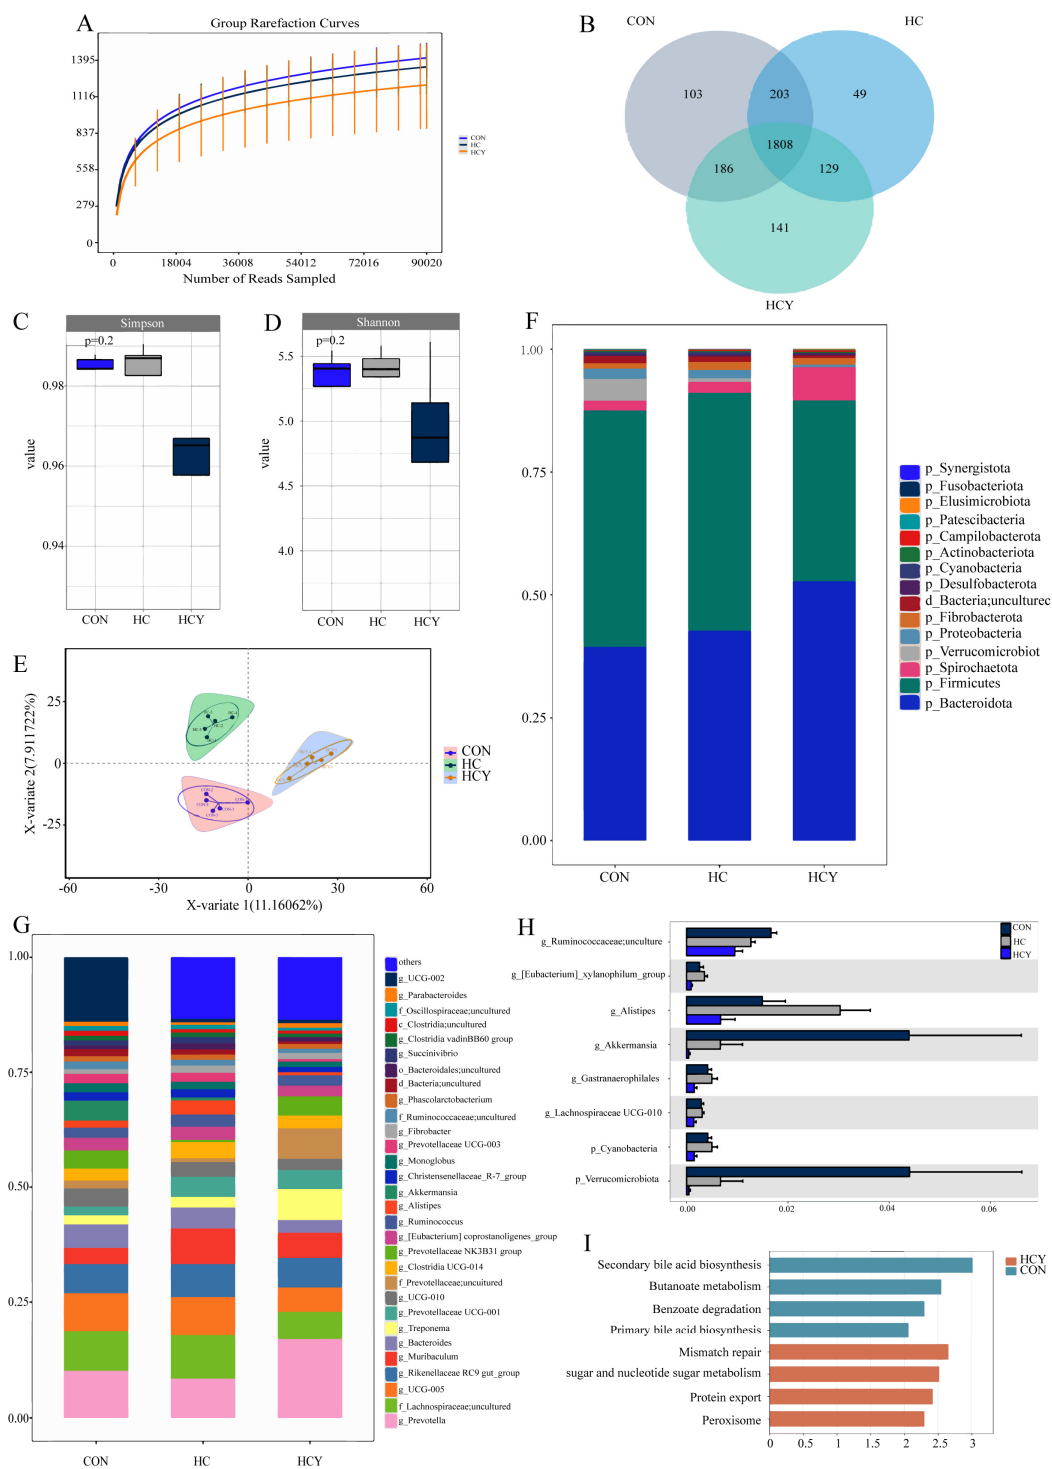 A
Group Rarefaction Curves
1395
1116
837
558
279
0
0 18004 36008 54012 72016 90020
Number of Reads Sampled
CON
HC
HCY
B
CON
HC
103
203
49
1808
186
129
141
HCY
C
Simpson
p=0.2
0.98
0.96
0.94
value
CON HC HCY
D
Shannon
p=0.2
5.5
5.0
4.5
4.0
value
CON HC HCY
E
25
0
-25
X-variate 2(7.911722%)
-60 -30 0 30 60
X-variate 1(11.16062%)
CON
HC
HCY
F
1.00
0.75
0.50
0.25
0.00
CON HC HCY
p_Synergistota
p_Fusobacteriota
p_Elusimicrobiota
p_Patescibacteria
p_Campilobacterota
p_Actinobacteriota
p_Cyanobacteria
p_Desulfobacterota
d_Bacteria;unculturec
p_Fibrobacterota
p_Proteobacteria
p_Verrucomicrobiot
p_Spirochaetota
p_Firmicutes
p_Bacteroidota
G
1.00
0.75
0.50
0.25
0.00
CON HC HCY
others
g_UCG-002
g_Parabacteroides
f_Oscillospiraceae;uncultured
c_Clostridia;uncultured
g_Clostridia vadinBB60 group
g_Succinivibrio
o_Bacteroidales;uncultured
d_Bacteria;uncultured
g_Phascolarctobacterium
f_Ruminococcaceae;uncultured
g_Fibrobacter
g_Prevotellaceae UCG-003
g_Monoglobus
g_Christensenellaceae_R-7_group
g_Akkermansia
g_Alistipes
g_Ruminococcus
g_[Eubacterium] coprostanoligenes_group
g_Prevotellaceae NK3B31 group
g_Clostridia UCG-014
f_Prevotellaceae;uncultured
g_UCG-010
g_Prevotellaceae UCG-001
g_Treponema
g_Bacteroides
g_Muribaculum
g_Rikenellaceae RC9 gut_group
g_UCG-005
f_Lachnospiraceae;uncultured
g_Prevotella
H
CON
HC
HCY
g_Ruminococcaceae;unculture
g_[Eubacterium]_xylanophilum_group
g_Alistipes
g_Akkermansia
g_Gastranaerophilales
g_Lachnospiraceae UCG-010
p_Cyanobacteria
p_Verrucomicrobiota
0.00 0.02 0.04 0.06
I
HCY
CON
Secondary bile acid biosynthesis
Butanoate metabolism
Benzoate degradation
Primary bile acid biosynthesis
Mismatch repair
sugar and nucleotide sugar metabolism
Protein export
Peroxisome
0 0.5 1 1.5 2 2.5 3